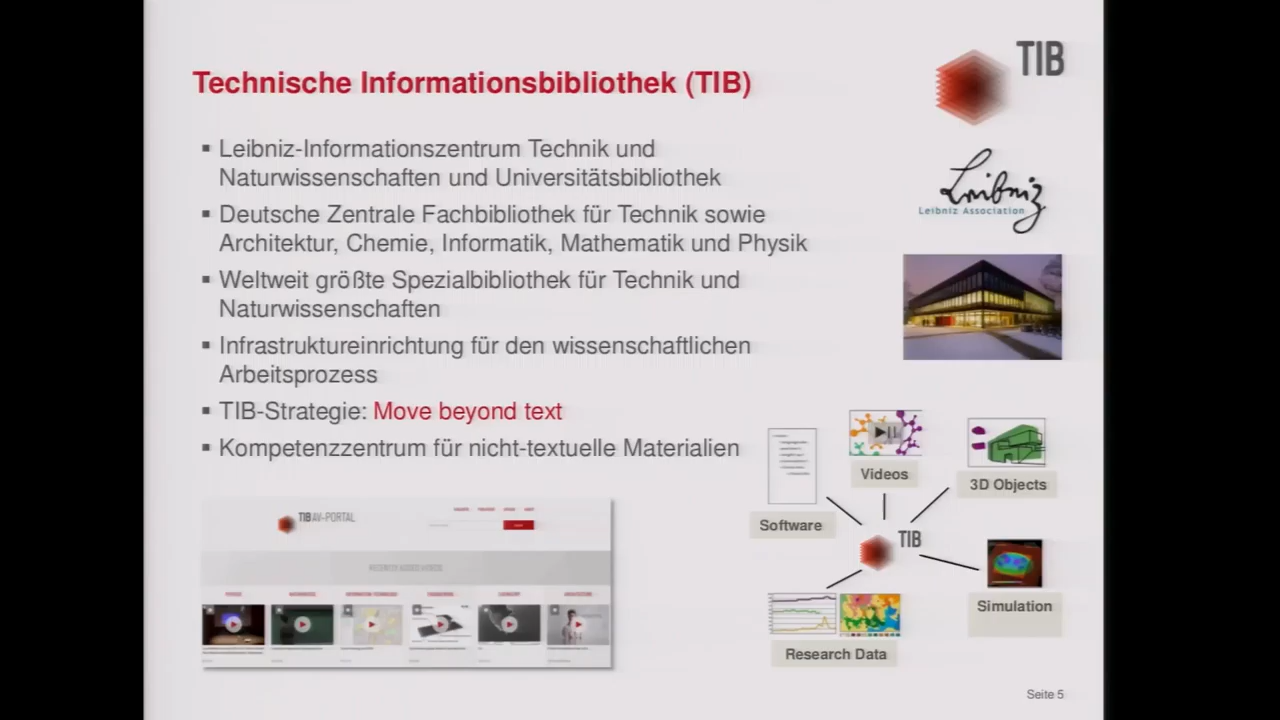 Technische Informationsbibliothek (TIB)
TIB
▪ Leibniz-Informationszentrum Technik und
Naturwissenschaften und Universitätsbibliothek
▪ Deutsche Zentrale Fachbibliothek für Technik sowie
Architektur, Chemie, Informatik, Mathematik und Physik
▪ Weltweit größte Spezialbibliothek für Technik und
Naturwissenschaften
▪ Infrastruktureinrichtung für den wissenschaftlichen
Arbeitsprozess
▪ TIB-Strategie: Move beyond text
▪ Kompetenzzentrum für nicht-textuelle Materialien
Leibniz
Leibniz Association
TIB AV-PORTAL
Videos
3D Objects
Software
TIB
Simulation
Research Data
Seite 5